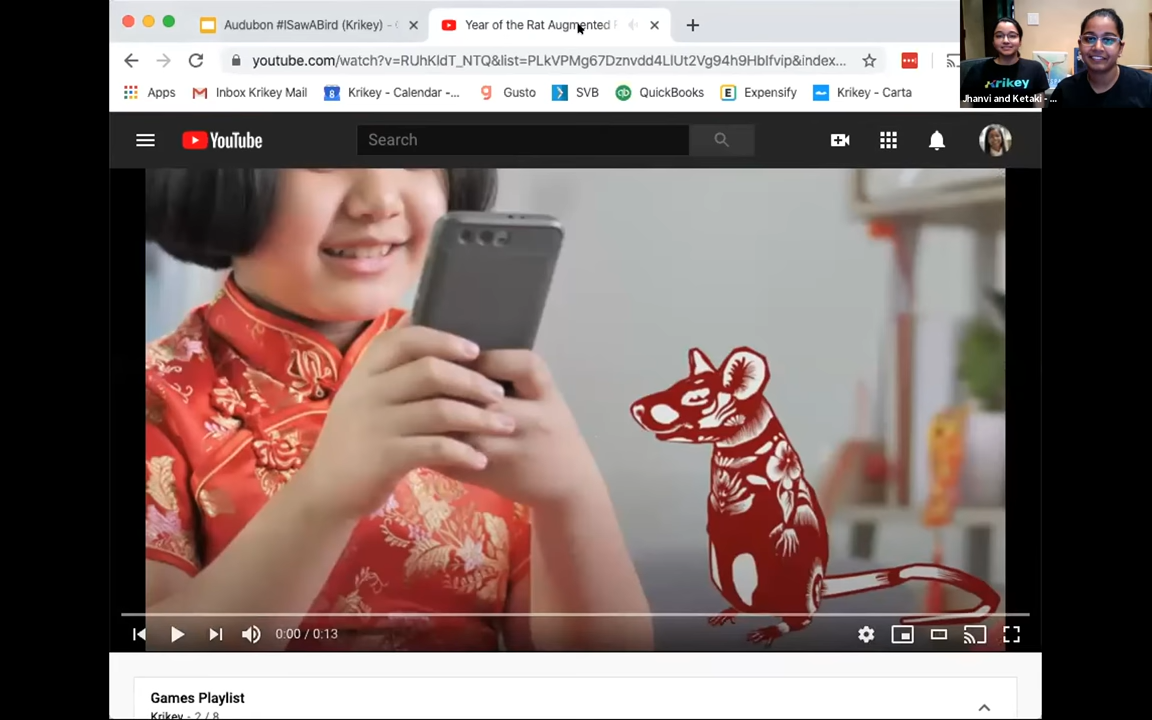 Audubon #ISawABird (Krikey) -
Year of the Rat Augmented
youtube.com/watch?v=RUhKldT_NTQ&list=PLkVPMg67Dznvdd4LlUt2Vg94h9Hblfvip&index...
Apps
Inbox Krikey Mail
8
Krikey - Calendar -...
Gusto
SVB
QuickBooks
E
Expensify
Krikey - Carta
krikey
Jhanvi and Ketaki - ...
YouTube
Search
0:00 / 0:13
Games Playlist
Krikey - 2 / 8